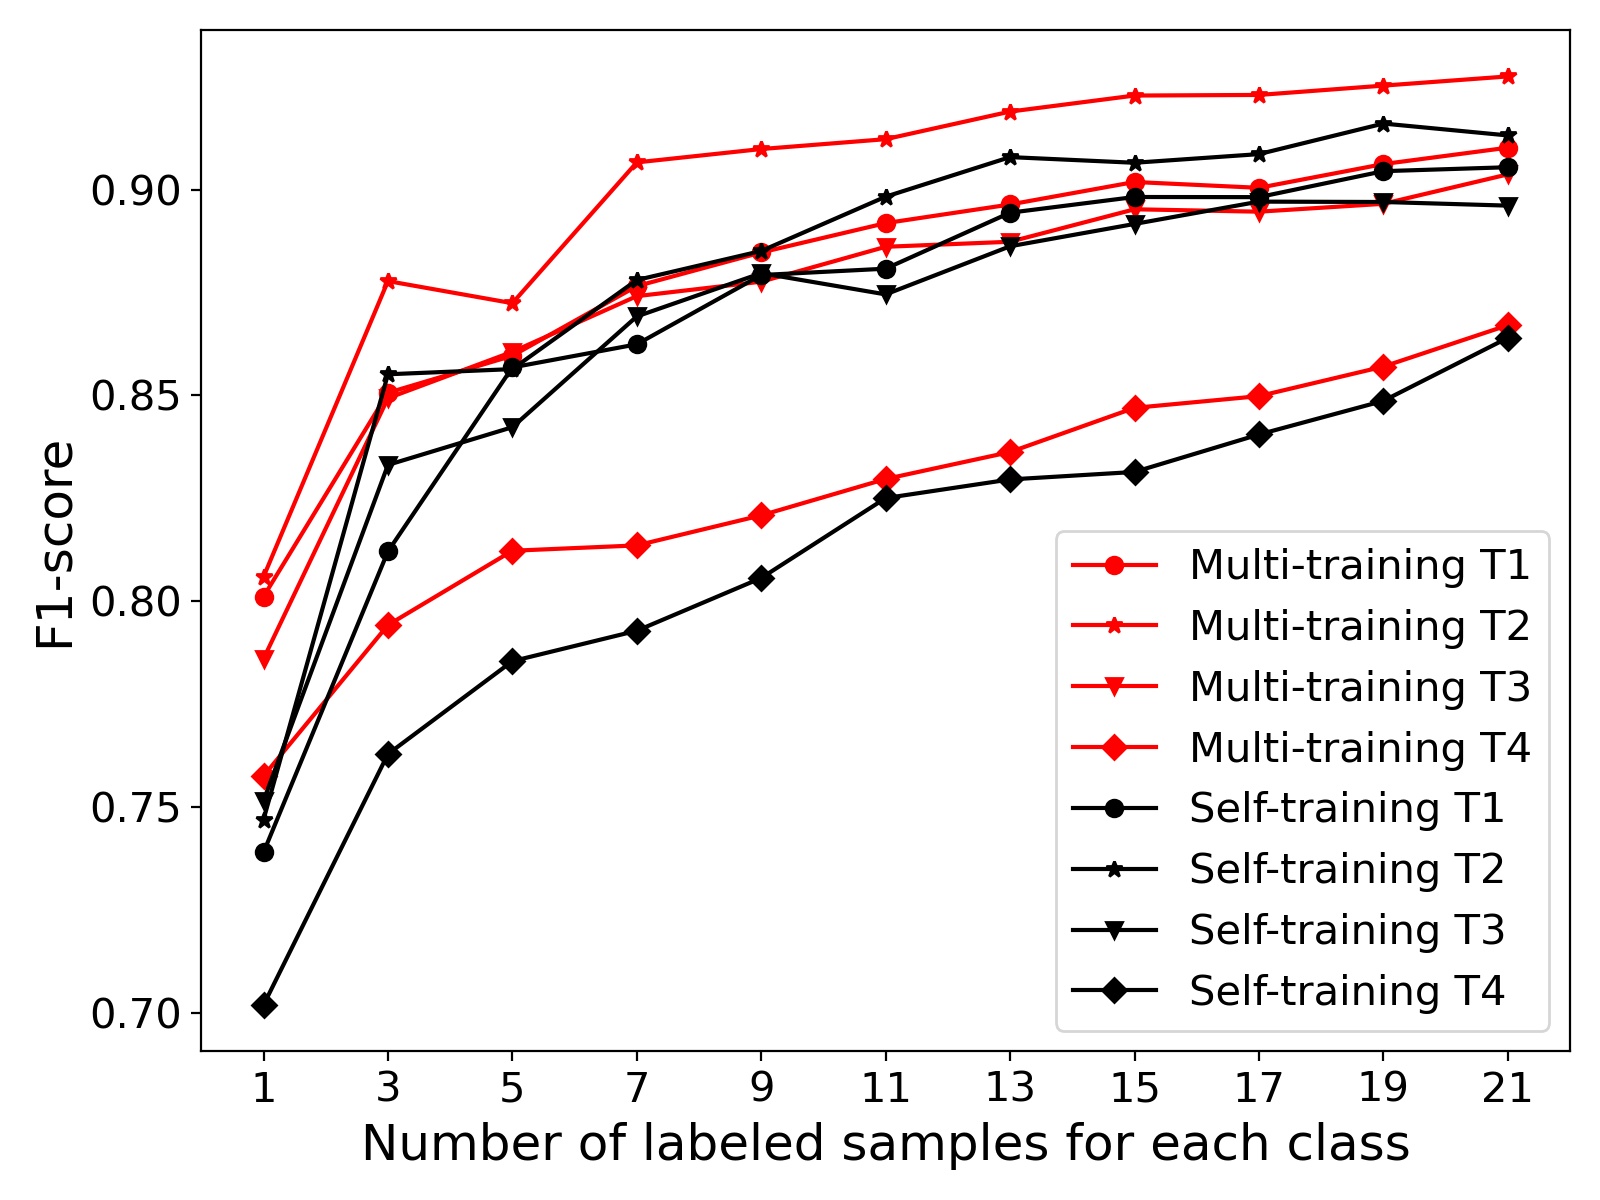 F1-score
0.90
0.85
0.80
0.75
0.70
1 3 5 7 9 11 13 15 17 19 21
Number of labeled samples for each class
Multi-training T1
Multi-training T2
Multi-training T3
Multi-training T4
Self-training T1
Self-training T2
Self-training T3
Self-training T4